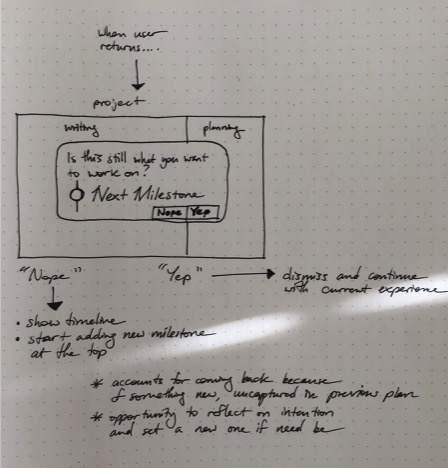 when user
returns....
project
writing
planning
Is this still what you want
to work on?
Next Milestone
Nope Yep
"Nope"
"Yep"
dismiss and continue
with current experience
• show timeline
• start adding new milestone
at the top
* accounts for coming back because
of something new, uncaptured in previous plan
* opportunity to reflect on intention
and set a new one if need be